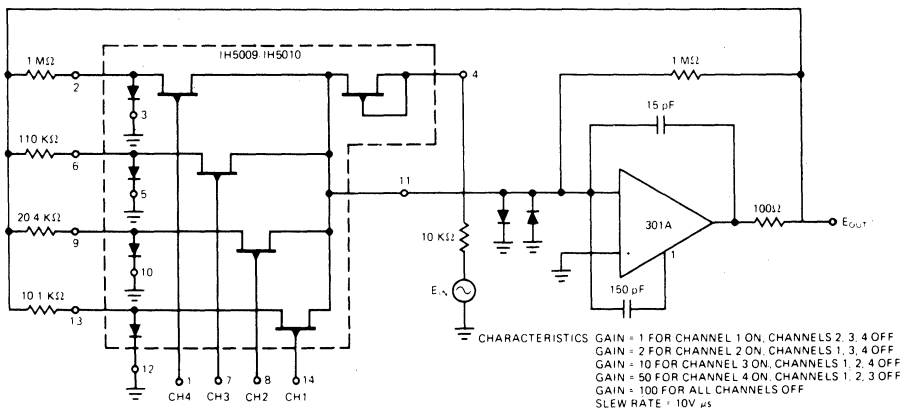 IH5009-IH5010
1 MΩ
2
3
4
1 MΩ
15 pF
110 KΩ
6
5
11
20 4 KΩ
9
10
10 KΩ
301A
100Ω
EOUT
+
1
10 1 KΩ
13
150 pF
12
1
7
8
14
CH4
CH3
CH2
CH1
CHARACTERISTICS GAIN = 1 FOR CHANNEL 1 ON, CHANNELS 2, 3, 4 OFF
GAIN = 2 FOR CHANNEL 2 ON, CHANNELS 1, 3, 4 OFF
GAIN = 10 FOR CHANNEL 3 ON, CHANNELS 1, 2, 4 OFF
GAIN = 50 FOR CHANNEL 4 ON, CHANNELS 1, 2, 3 OFF
GAIN = 100 FOR ALL CHANNELS OFF
SLEW RATE = 10V μs